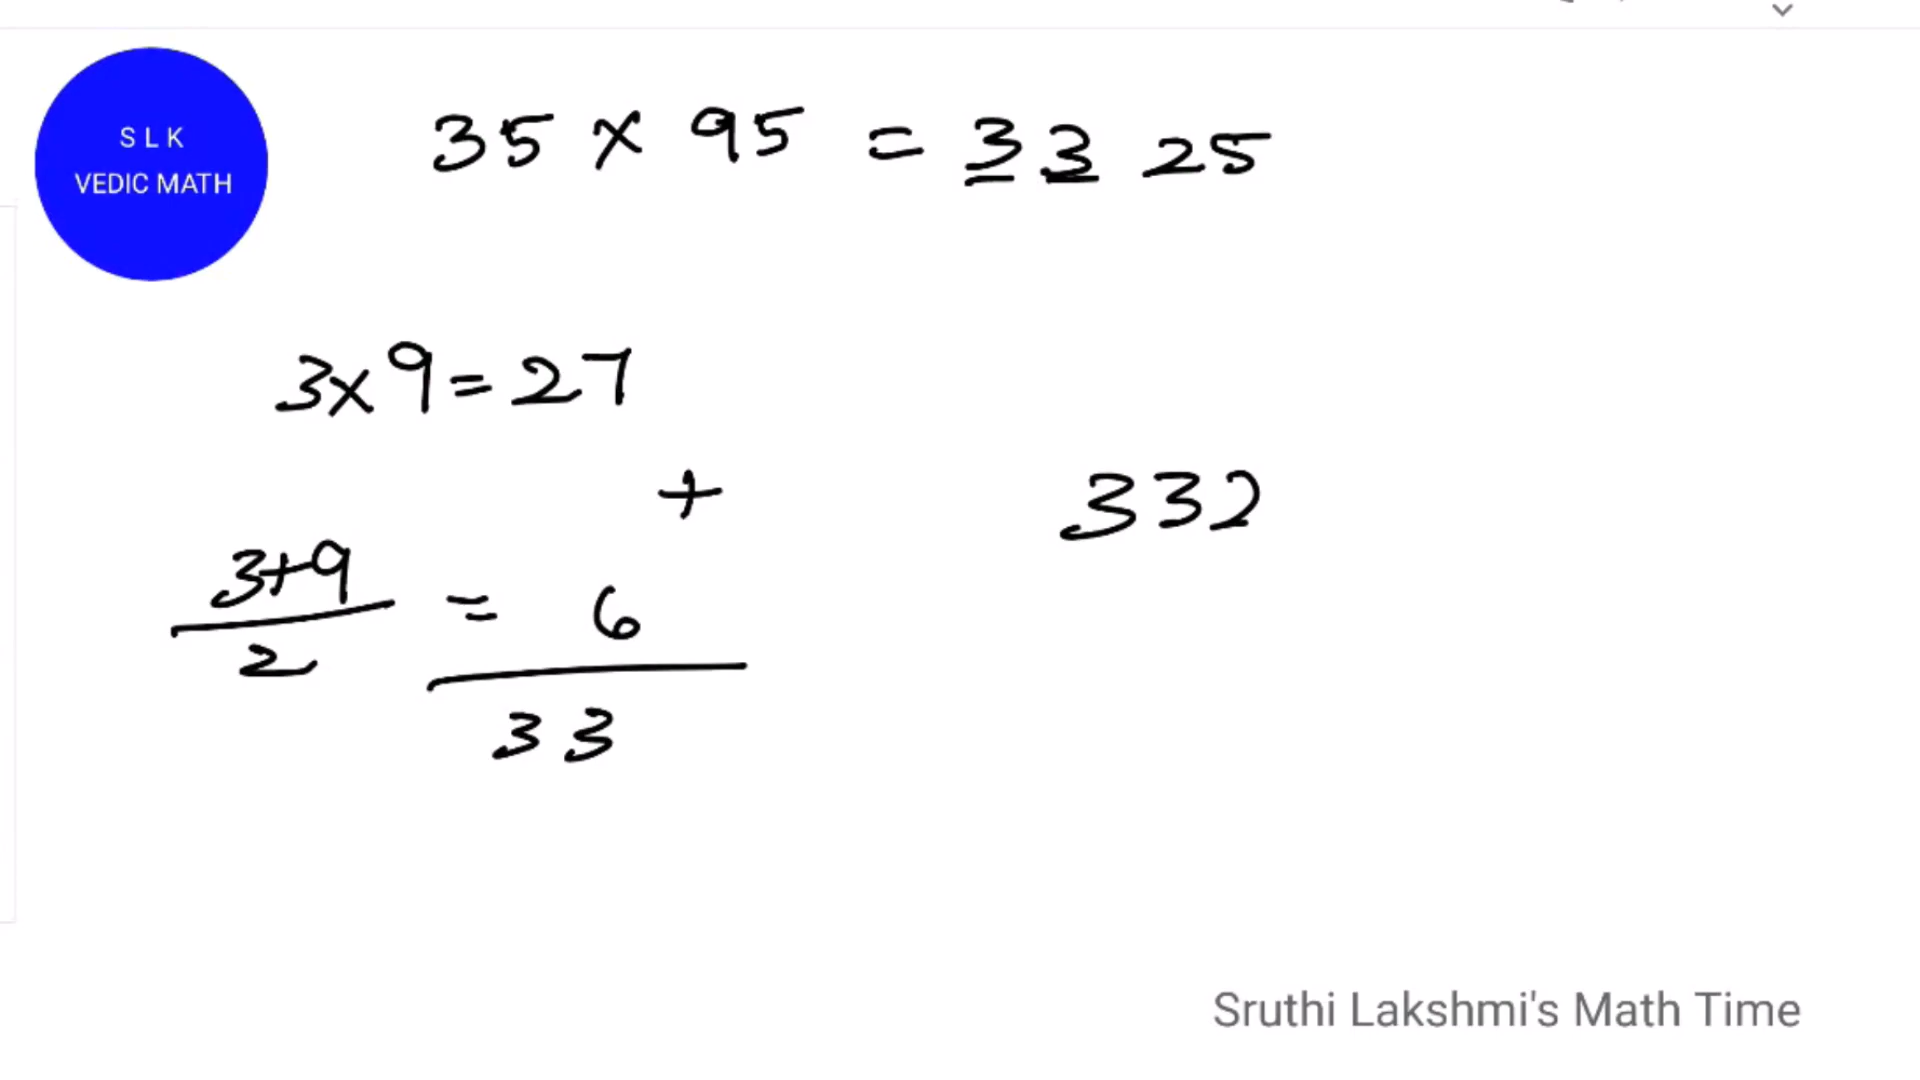 S L K
VEDIC MATH
35 × 95 = 33 25
3×9=27
+
332
3+9
2
= 6
33
Sruthi Lakshmi's Math Time